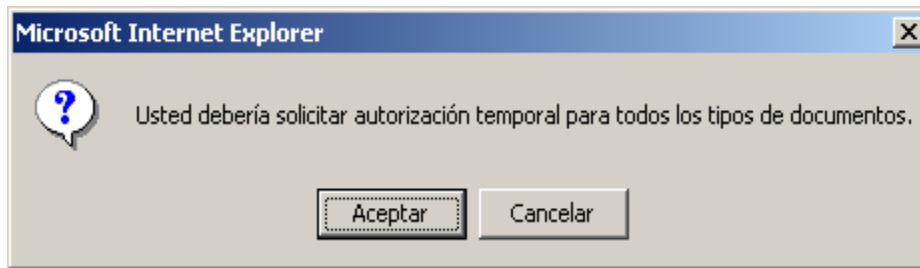 Microsoft Internet Explorer
Usted debería solicitar autorización temporal para todos los tipos de documentos.
Aceptar
Cancelar